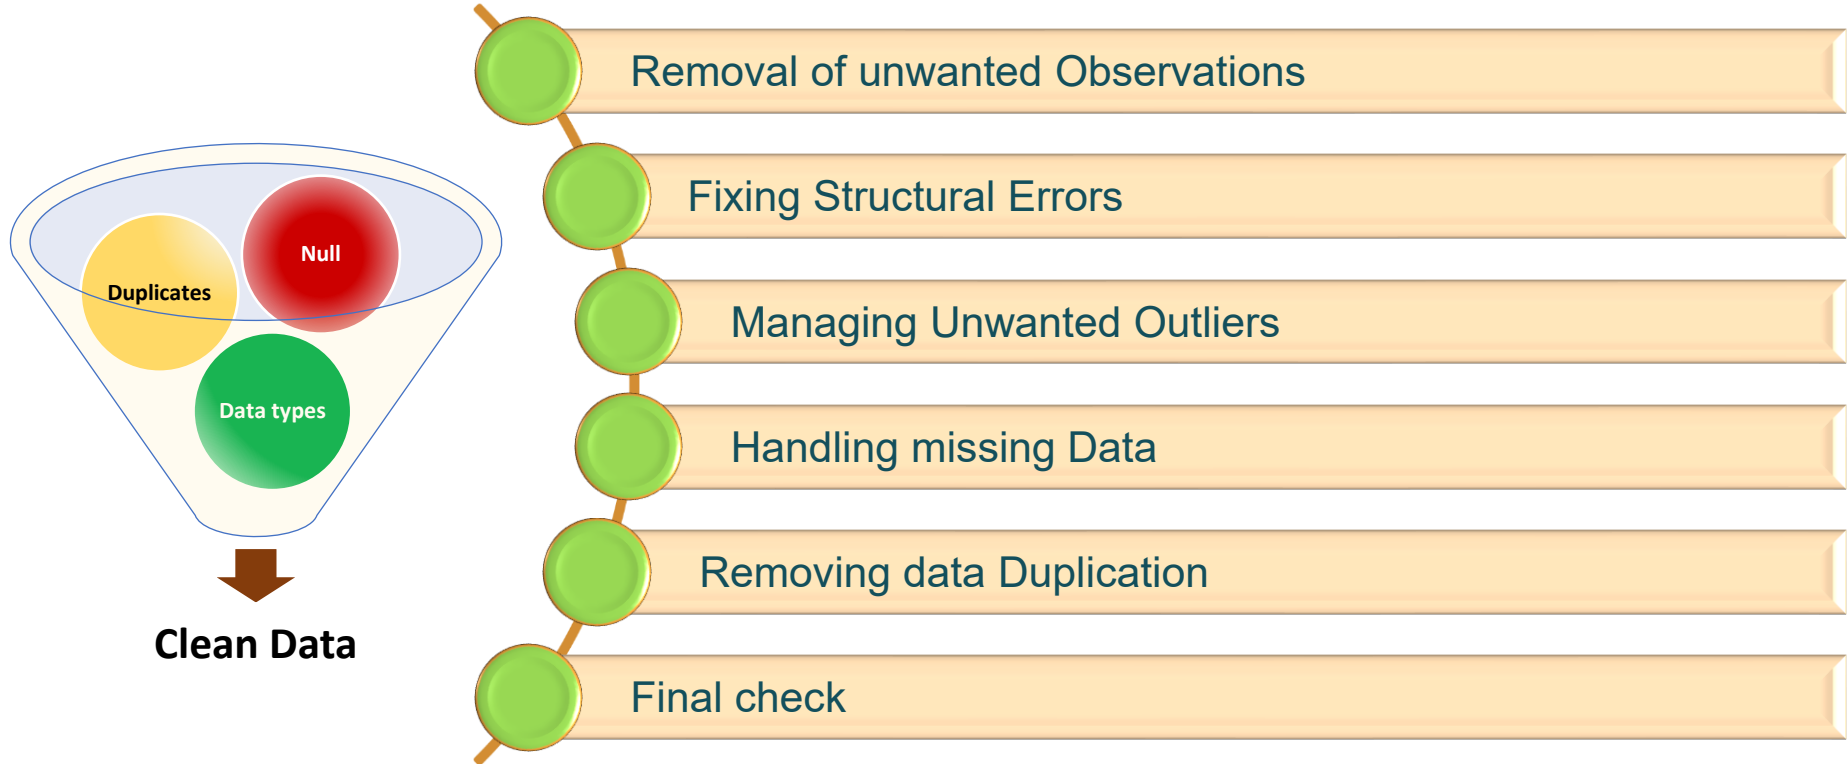 Null
Duplicates
Data types
Clean Data
Removal of unwanted Observations
Fixing Structural Errors
Managing Unwanted Outliers
Handling missing Data
Removing data Duplication
Final check